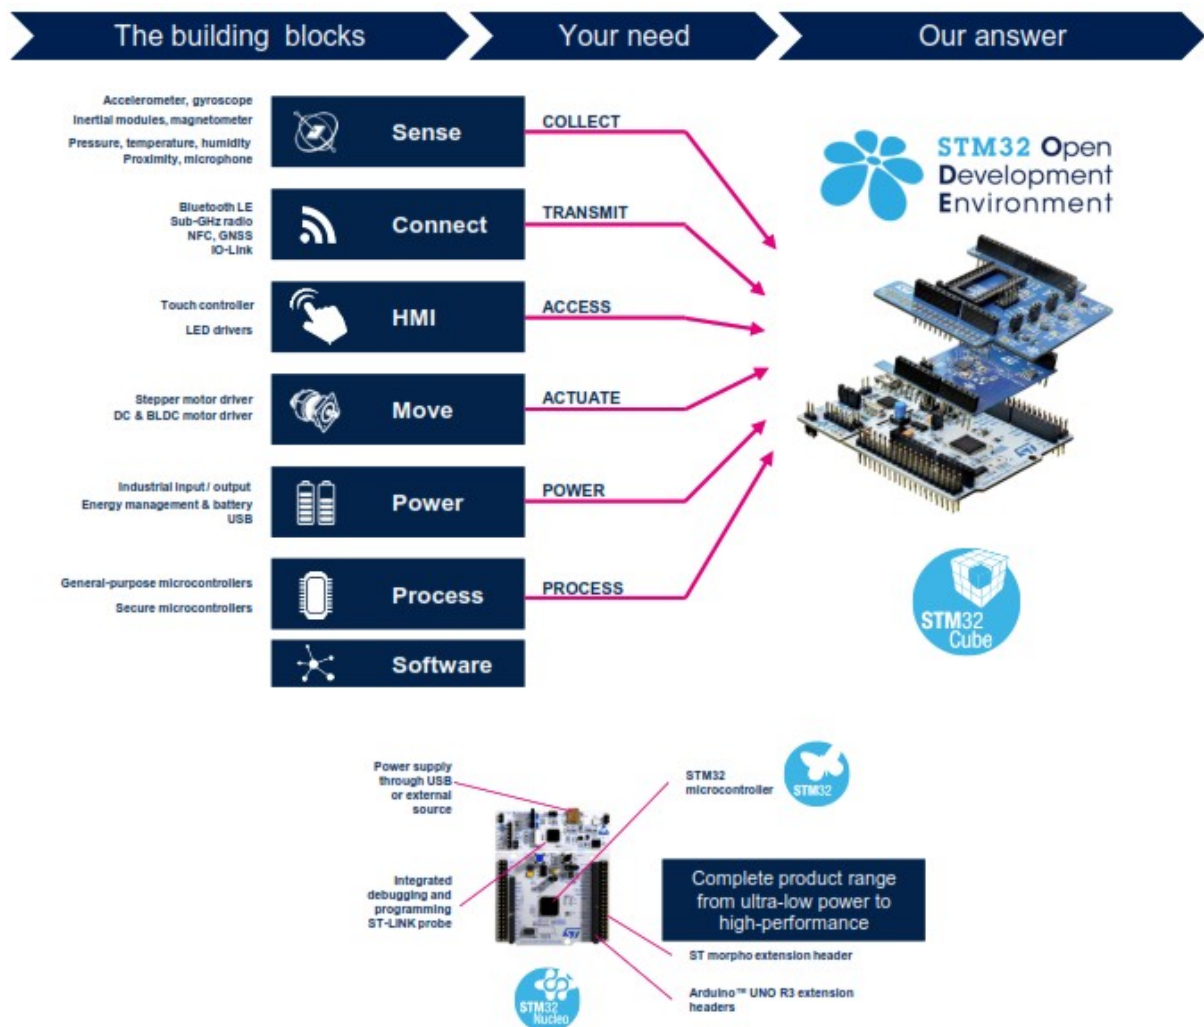 The building blocks
Your need
Our answer
Accelerometer, gyroscope
Inertial modules, magnetometer
Pressure, temperature, humidity
Proximity, microphone
Sense
COLLECT
STM32 Open
Development
Environment
Bluetooth LE
Sub-GHz radio
NFC, GNSS
IO-Link
Connect
TRANSMIT
Touch controller
LED drivers
HMI
ACCESS
Stepper motor driver
DC & BLDC motor driver
Move
ACTUATE
Industrial input / output
Energy management & battery
USB
Power
POWER
General-purpose microcontrollers
Secure microcontrollers
Process
PROCESS
STM32
Cube
Software
Power supply
through USB
or external
source
STM32
microcontroller
STM32
Integrated
debugging and
programming
ST-LINK probe
Complete product range
from ultra-low power to
high-performance
ST morpho extension header
Arduino™ UNO R3 extension
headers
STM32
Nucleo